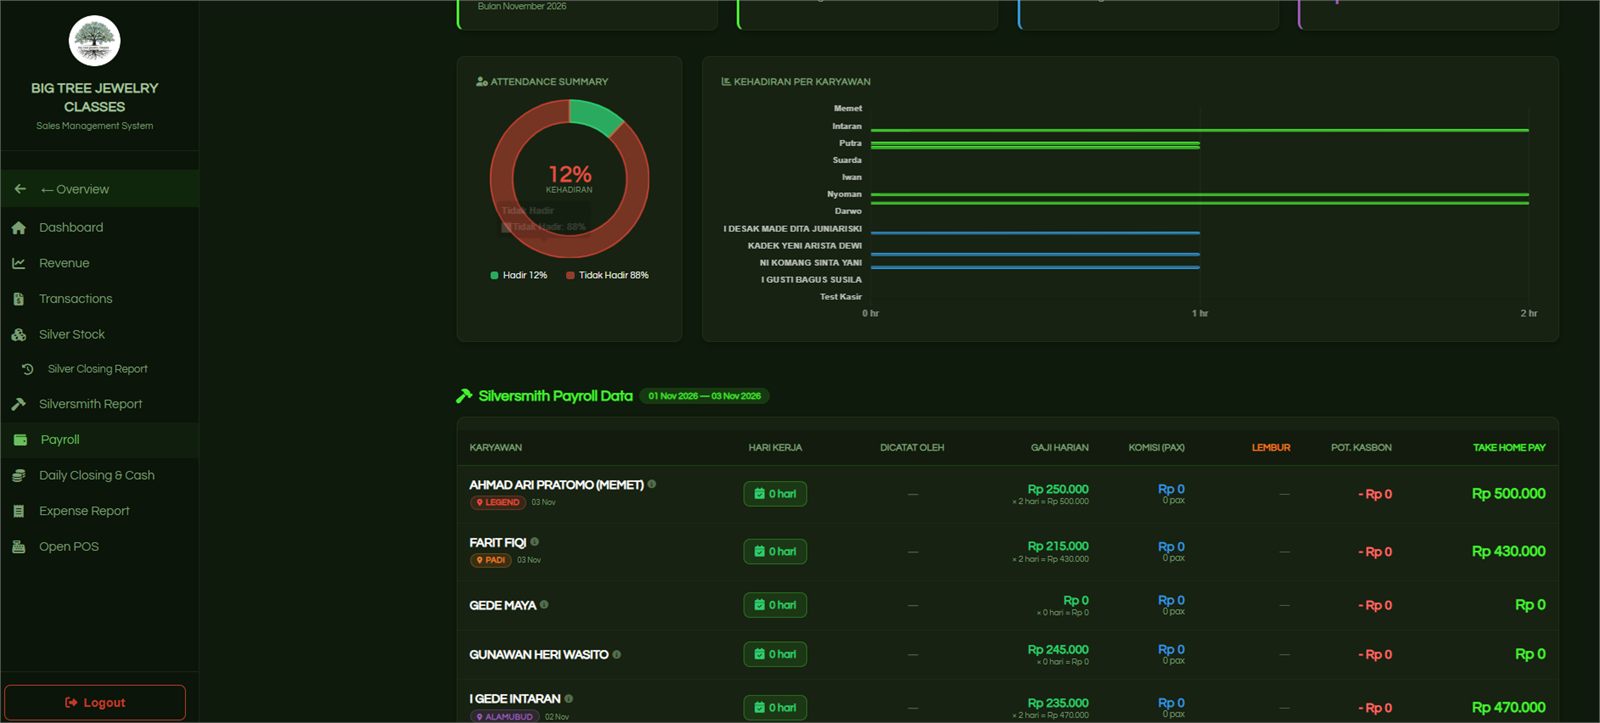 Bulan November 2026
BIG TREE JEWELRY
CLASSES
Sales Management System
← Overview
Dashboard
Revenue
Transactions
Silver Stock
Silver Closing Report
Silversmith Report
Payroll
Daily Closing & Cash
Expense Report
Open POS
Logout
ATTENDANCE SUMMARY
12%
KEHADIRAN
Tidak Hadir
Tidak Hadir: 88%
Hadir 12%
Tidak Hadir 88%
KEHADIRAN PER KARYAWAN
Memet
Intaran
Putra
Suarda
Iwan
Nyoman
Darwo
I DESAK MADE DITA JUNIARISKI
KADEK YENI ARISTA DEWI
NI KOMANG SINTA YANI
I GUSTI BAGUS SUSILA
Test Kasir
0 hr 1 hr 2 hr
Silversmith Payroll Data 01 Nov 2026 — 03 Nov 2026
KARYAWAN HARI KERJA DICATAT OLEH GAJI HARIAN KOMISI (PAX) LEMBUR POT. KASBON TAKE HOME PAY
AHMAD ARI PRATOMO (MEMET) 0 hari — Rp 250.000 Rp 0 — - Rp 0 Rp 500.000
LEGEND 03 Nov × 2 hari = Rp 500.000 0 pax
FARIT FIQI 0 hari — Rp 215.000 Rp 0 — - Rp 0 Rp 430.000
PADI 03 Nov × 2 hari = Rp 430.000 0 pax
GEDE MAYA 0 hari — Rp 0 Rp 0 — - Rp 0 Rp 0
× 0 hari = Rp 0 0 pax
GUNAWAN HERI WASITO 0 hari — Rp 245.000 Rp 0 — - Rp 0 Rp 0
× 0 hari = Rp 0 0 pax
I GEDE INTARAN 0 hari — Rp 235.000 Rp 0 — - Rp 0 Rp 470.000
ALAMUBUD 02 Nov × 2 hari = Rp 470.000 0 pax